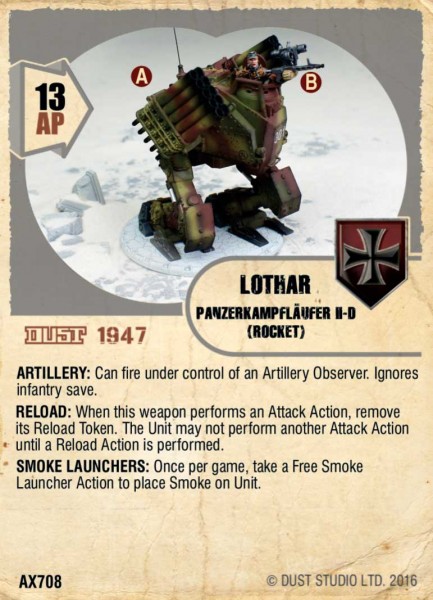 13
AP
A
B
LOTHAR
PANZERKAMPFLÄUFER II-D
(ROCKET)
DUST 1947
ARTILLERY: Can fire under control of an Artillery Observer. Ignores
infantry save.
RELOAD: When this weapon performs an Attack Action, remove
its Reload Token. The Unit may not perform another Attack Action
until a Reload Action is performed.
SMOKE LAUNCHERS: Once per game, take a Free Smoke
Launcher Action to place Smoke on Unit.
AX708
© DUST STUDIO LTD. 2016